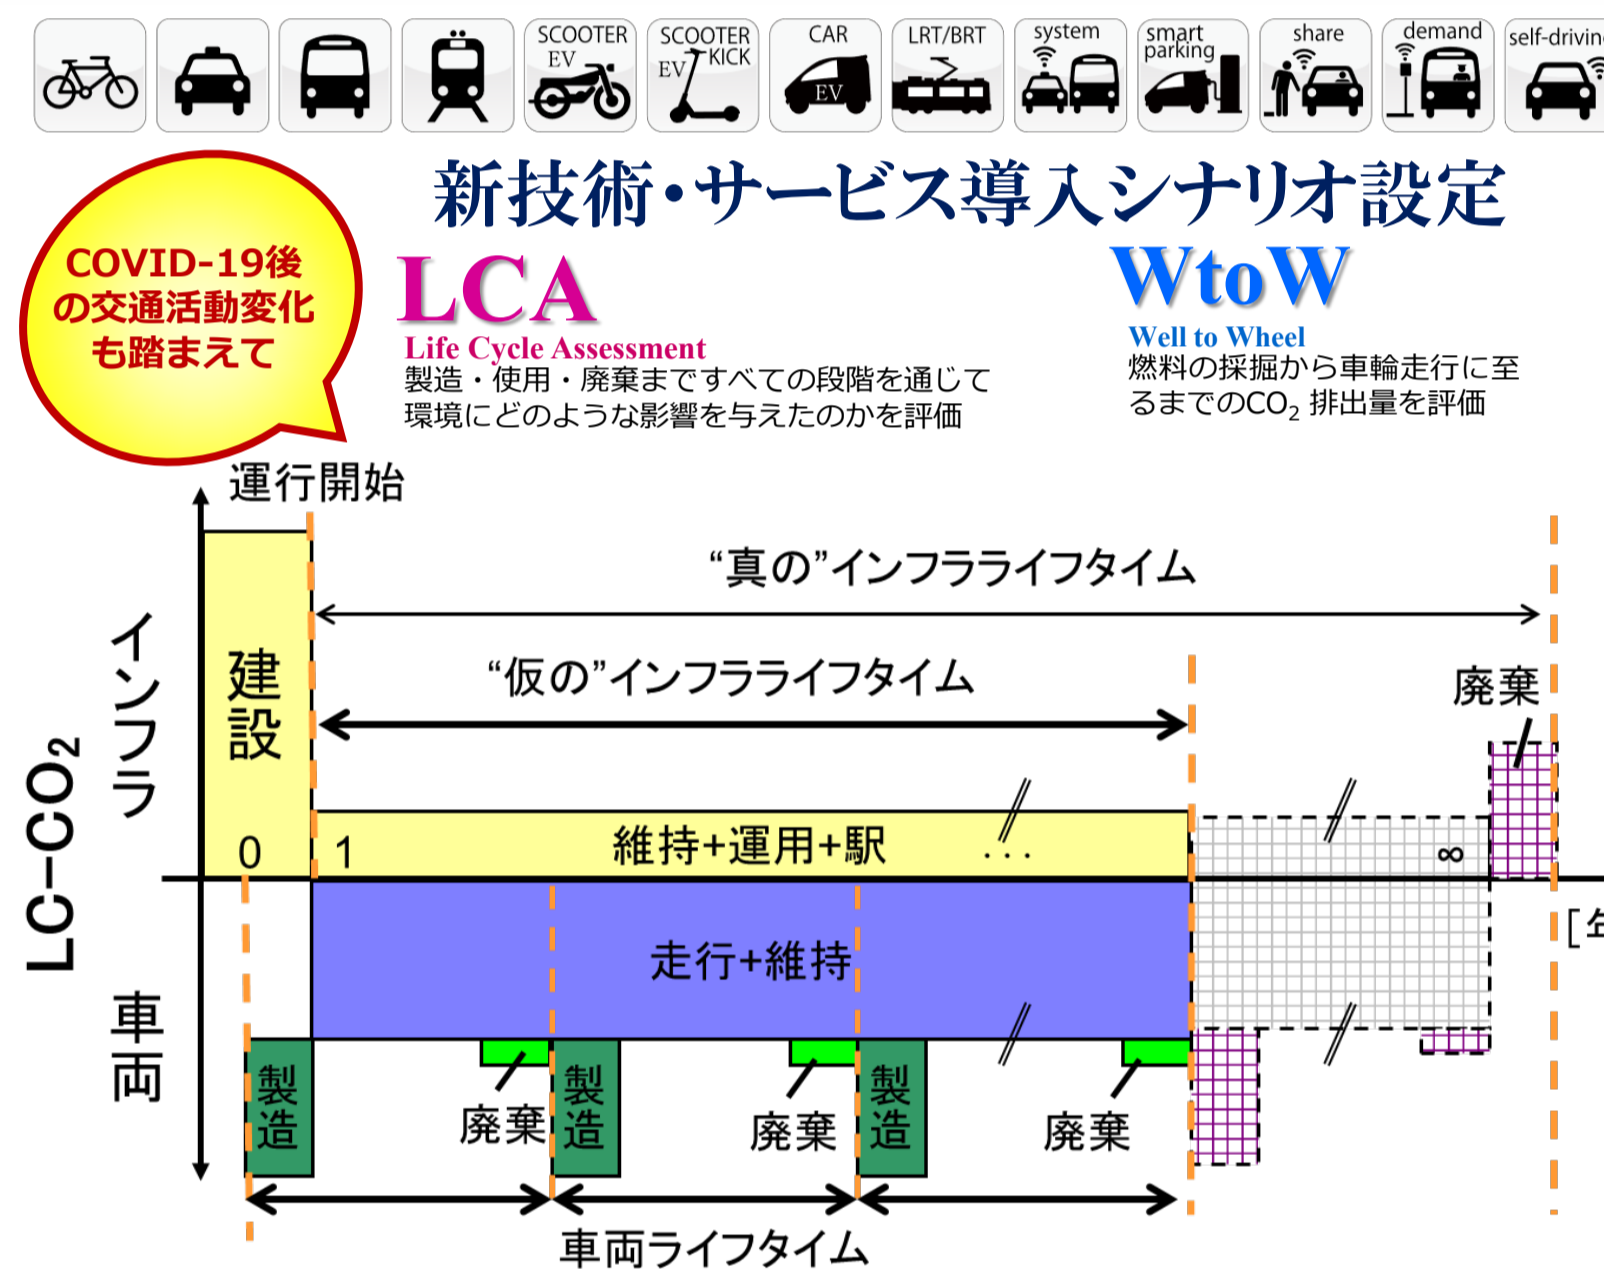 SCOOTER
EV
SCOOTER
EV KICK
CAR
EV
LRT/BRT
system
smart
parking
share
demand
新技術・サービス導入シナリオ設定
COVID-19後
の交通活動変化
も踏まえて
LCA
Life Cycle Assessment
製造・使用・廃棄まですべての段階を通じて
環境にどのような影響を与えたのかを評価
WtoW
Well to Wheel
燃料の採掘から車輪走行に至
るまでのCO₂ 排出量を評価
運行開始
“真の”インフラライフタイム
“仮の”インフラライフタイム
廃棄
インフラ
建設
LC-CO₂
0
1
維持+運用+駅
...
∞
[
走行+維持
車両
製造
廃棄
製造
廃棄
製造
廃棄
車両ライフタイム